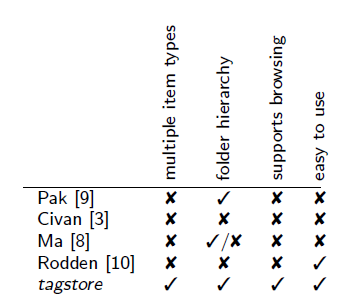 multiple item types folder hierarchy supports browsing easy to use
Pak [9] ✘ ✓ ✘ ✘
Civan [3] ✘ ✘ ✘ ✘
Ma [8] ✘ ✓/✘ ✘ ✘
Rodden [10] ✘ ✘ ✘ ✓
tagstore ✓ ✓ ✓ ✓